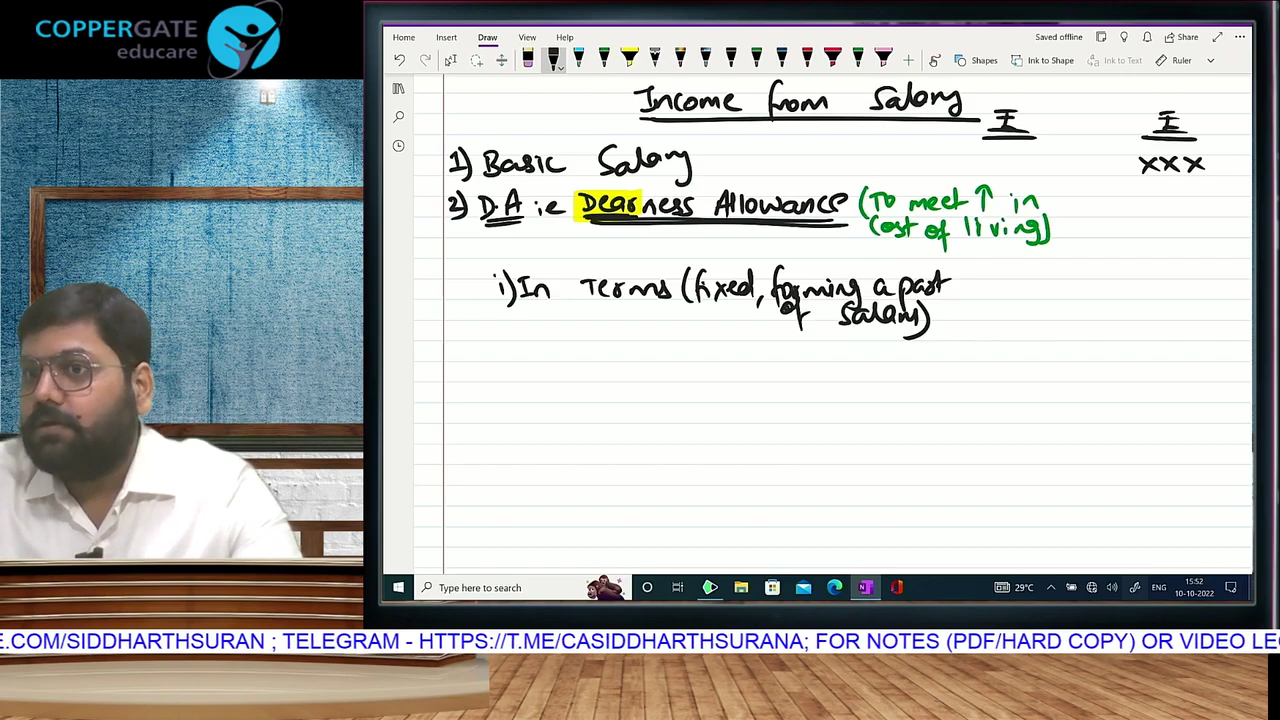 COPPERGATE
educare
Home Insert Draw View Help
Saved offline
Share
Shapes
Ink to Shape
Ink to Text
Ruler
Income from Salary
I I
1) Basic Salary XXX
2) D.A ie Dearness Allowance (To meet ↑ in
Cost of living)
i) In Terms (fixed, forming a part
of Salary)
Type here to search
29°C
ENG
15:52
10-10-2022
E.COM/SIDDHARTHSURAN ; TELEGRAM - HTTPS://T.ME/CASIDDHARTHSURANA; FOR NOTES (PDF/HARD COPY) OR VIDEO LEC